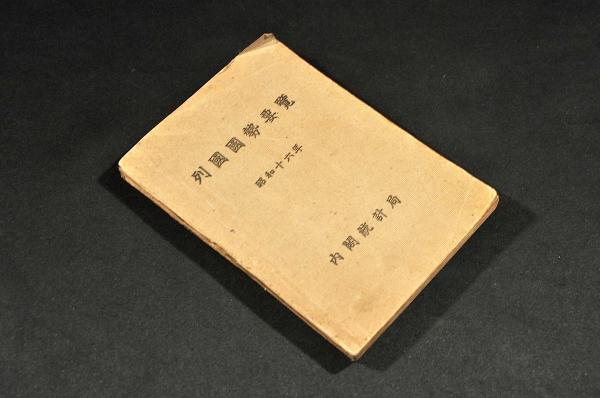 列國國勢要覽
昭和十六年
内閣統計局